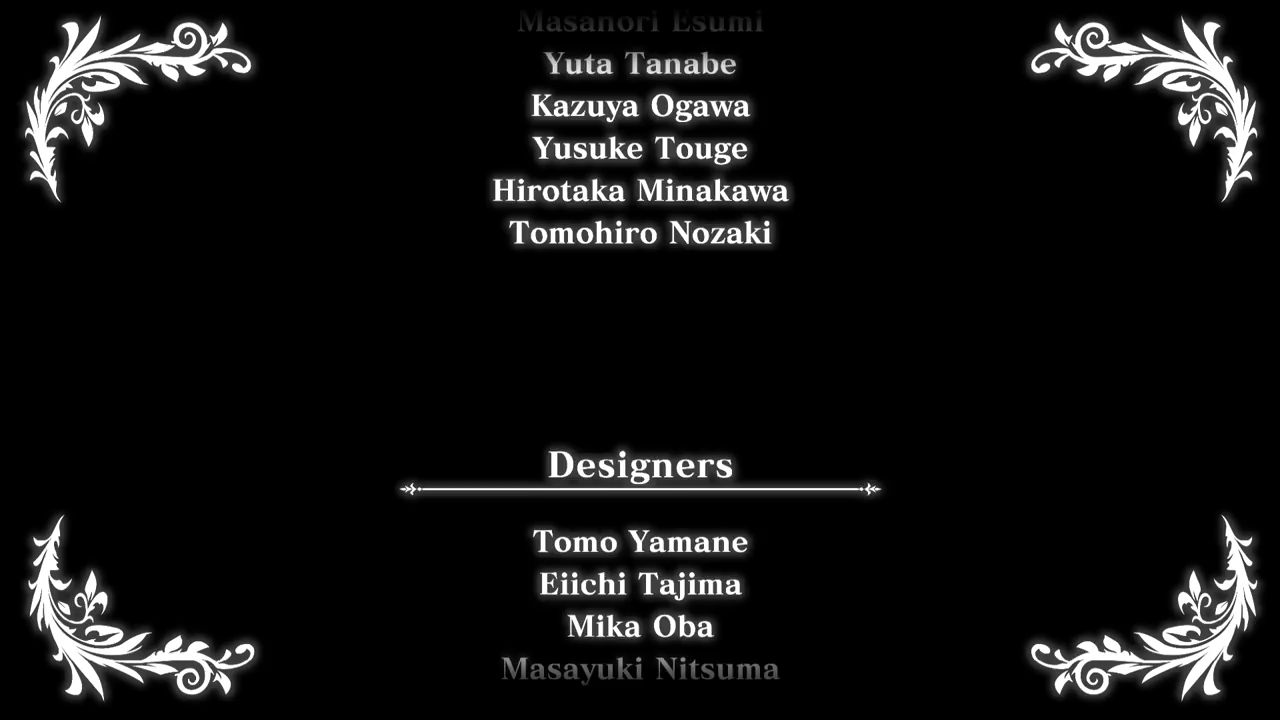 Masanori Esumi
Yuta Tanabe
Kazuya Ogawa
Yusuke Touge
Hirotaka Minakawa
Tomohiro Nozaki
Designers
Tomo Yamane
Eiichi Tajima
Mika Oba
Masayuki Nitsuma